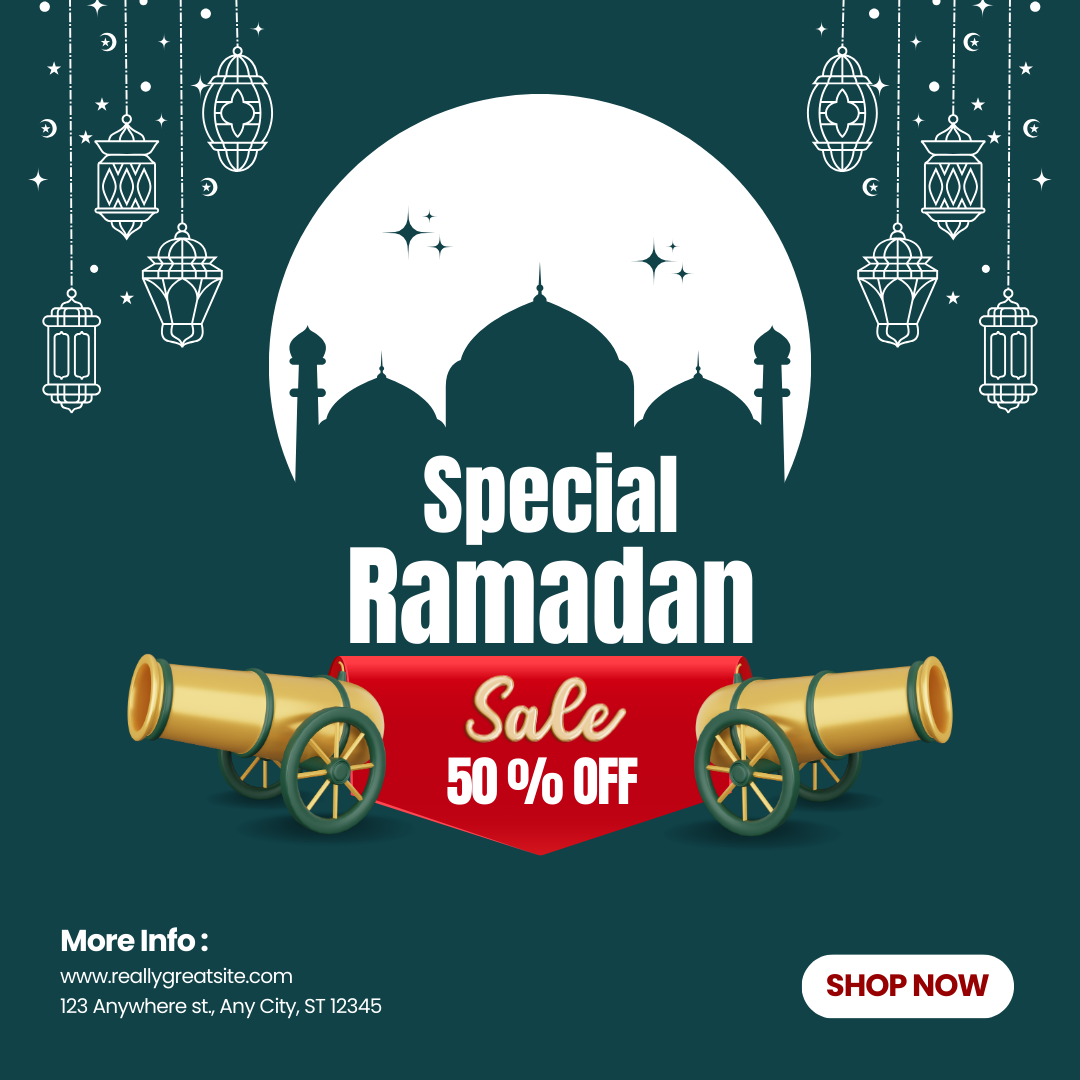 Special
Ramadan
Sale
50 % OFF
More Info :
www.reallygreatsite.com
123 Anywhere st., Any City, ST 12345
SHOP NOW